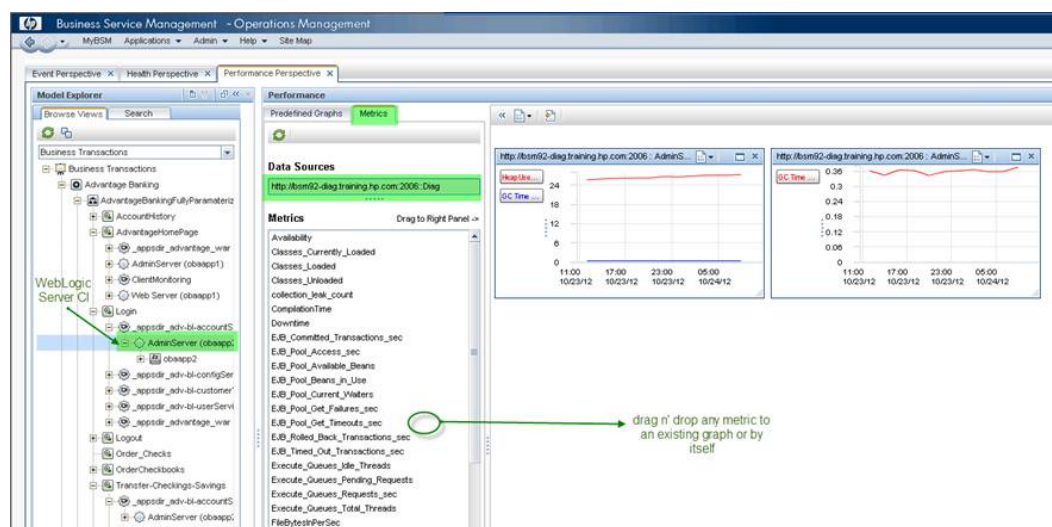 hp Business Service Management - Operations Management
MyBSM Applications Admin Help Site Map
Event Perspective Health Perspective Performance Perspective
Model Explorer
Browse Views Search
Business Transactions
Business Transactions
Advantage Banking
AdvantageBankingFullyParamateriz
AccountHistory
AdvantageHomePage
_appsdir_advantage_war
AdminServer (obaapp1)
ClientMonitoring
Web Server (obaapp1)
Login
_appsdir_adv-bl-accountS
AdminServer (obaapp2
obaapp2
_appsdir_adv-bl-configSer
_appsdir_adv-bl-customer
_appsdir_adv-bl-userServi
_appsdir_advantage_war
Logout
Order_Checks
OrderCheckbooks
Transfer-Checkings-Savings
_appsdir_adv-bl-accountS
AdminServer (obaapp2
WebLogic
Server CI
Performance
Predefined Graphs Metrics
Data Sources
http://bsm92-diag.training.hp.com:2006::Diag
Metrics Drag to Right Panel ->
Availability
Classes_Currently_Loaded
Classes_Loaded
Classes_Unloaded
collection_leak_count
CompilationTime
Downtime
EJB_Committed_Transactions_sec
EJB_Pool_Access_sec
EJB_Pool_Available_Beans
EJB_Pool_Beans_in_Use
EJB_Pool_Current_Waiters
EJB_Pool_Get_Failures_sec
EJB_Pool_Get_Timeouts_sec
EJB_Rolled_Back_Transactions_sec
EJB_Timed_Out_Transactions_sec
Execute_Queues_Idle_Threads
Execute_Queues_Pending_Requests
Execute_Queues_Requests_sec
Execute_Queues_Total_Threads
FileBytesInPerSec
http://bsm92-diag.training.hp.com:2006 : AdminS...
HeapUse...
GC Time ...
24
18
12
6
0
11:00 17:00 23:00 05:00
10/23/12 10/23/12 10/23/12 10/24/12
http://bsm92-diag.training.hp.com:2006 : AdminS...
GC Time ...
0.36
0.3
0.24
0.18
0.12
0.06
0
11:00 17:00 23:00 05:00
10/23/12 10/23/12 10/23/12 10/24/12
drag n' drop any metric to
an existing graph or by
itself